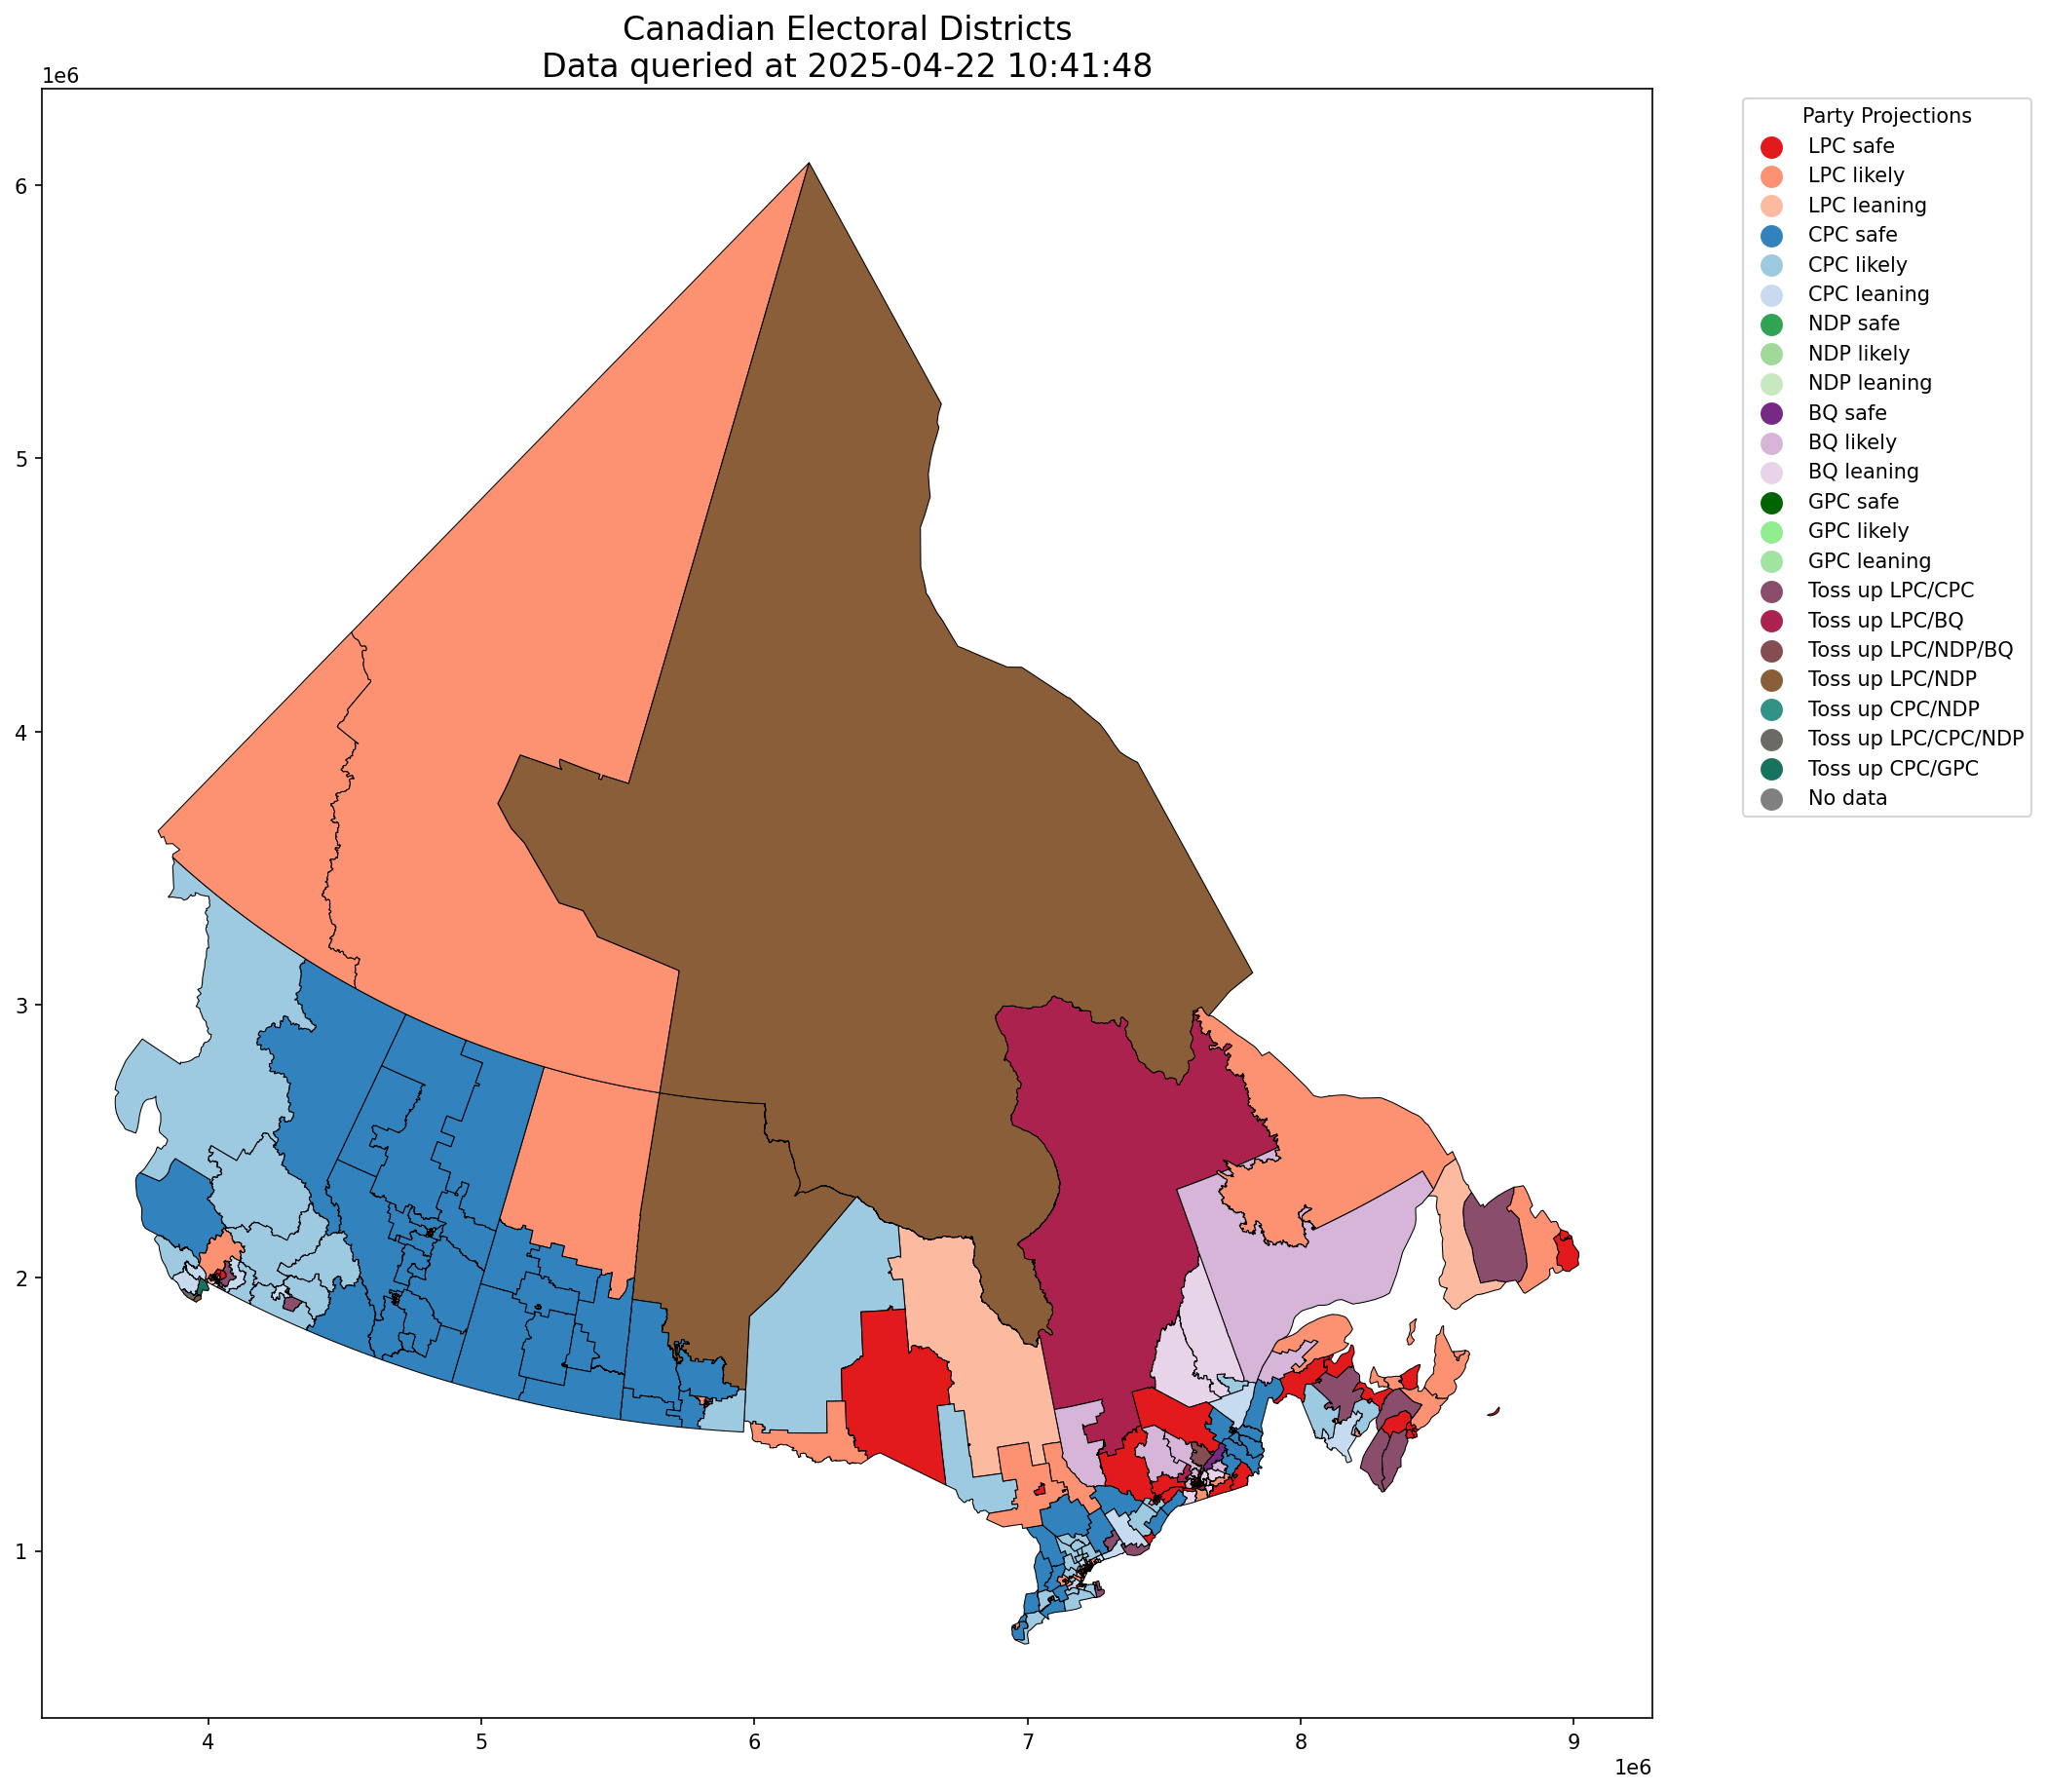 Canadian Electoral Districts
Data queried at 2025-04-22 10:41:48
1e6
6
5
4
3
2
1
4 5 6 7 8 9
1e6
Party Projections
LPC safe
LPC likely
LPC leaning
CPC safe
CPC likely
CPC leaning
NDP safe
NDP likely
NDP leaning
BQ safe
BQ likely
BQ leaning
GPC safe
GPC likely
GPC leaning
Toss up LPC/CPC
Toss up LPC/BQ
Toss up LPC/NDP/BQ
Toss up LPC/NDP
Toss up CPC/NDP
Toss up LPC/CPC/NDP
Toss up CPC/GPC
No data